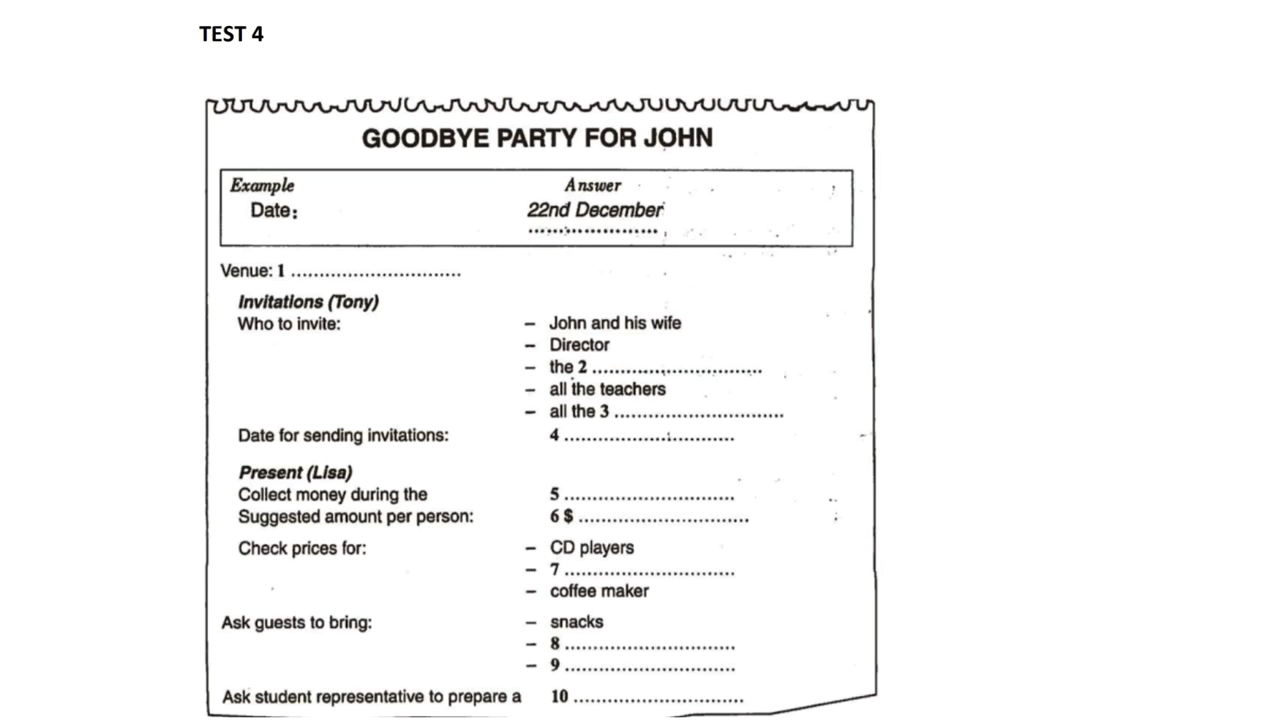 TEST 4
GOODBYE PARTY FOR JOHN
Example Answer
Date: 22nd December
Venue: 1 ..............................
Invitations (Tony)
Who to invite: – John and his wife
– Director
– the 2 ..............................
– all the teachers
– all the 3 ..............................
Date for sending invitations: 4 ..............................
Present (Lisa)
Collect money during the 5 ..............................
Suggested amount per person: 6 $ ..............................
Check prices for: – CD players
– 7 ..............................
– coffee maker
Ask guests to bring: – snacks
– 8 ..............................
– 9 ..............................
Ask student representative to prepare a 10 ..............................